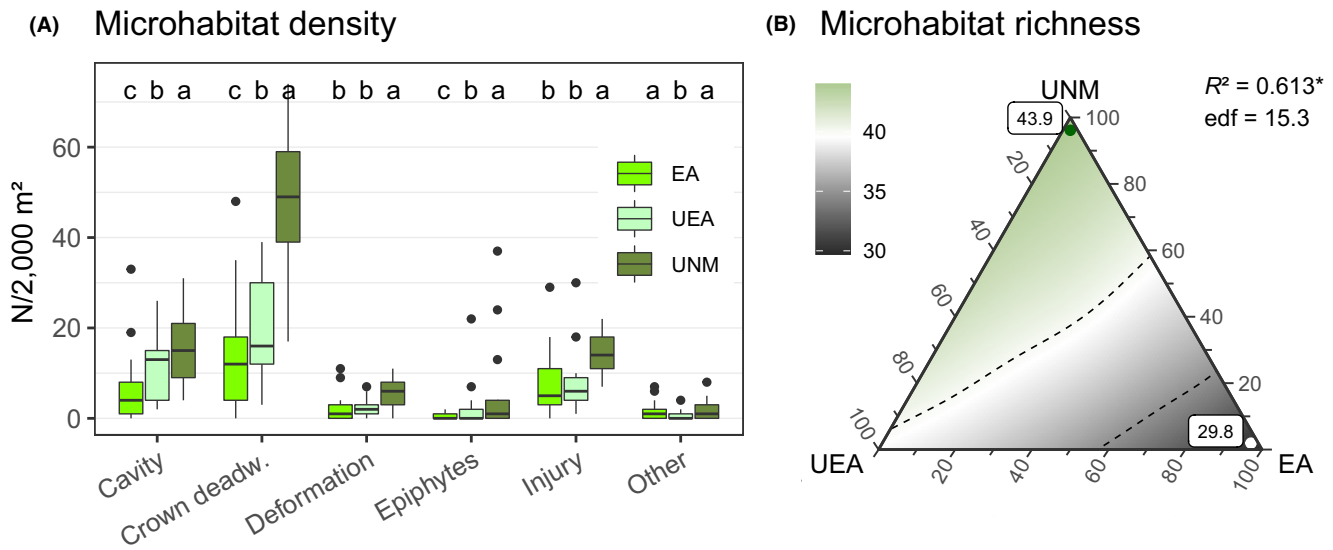 (A) Microhabitat density
c b a c b a b b a c b a b b a a b a
N/2,000 m²
60
40
20
0
EA
UEA
UNM
Cavity
Crown deadw.
Deformation
Epiphytes
Injury
Other
(B) Microhabitat richness
40
35
30
R² = 0.613*
edf = 15.3
UNM
43.9
100
80
60
40
20
20
40
60
80
100
29.8
UEA
EA
20
40
60
80
100